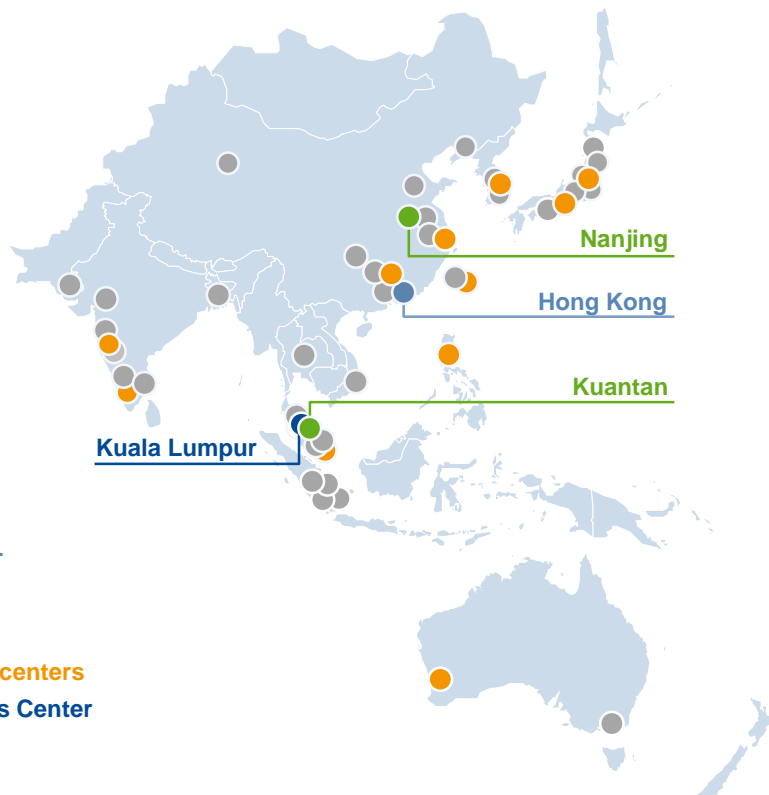 Nanjing
Hong Kong
Kuantan
Kuala Lumpur
centers
s Center